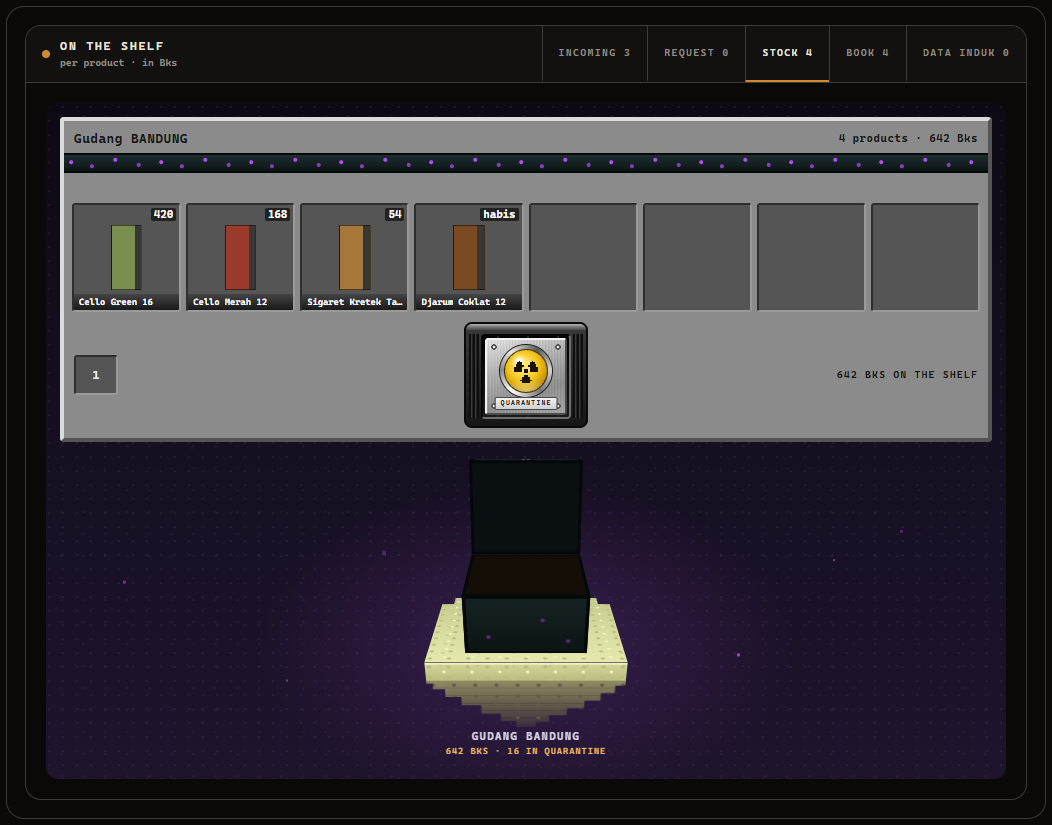 ON THE SHELF
per product · in Bks
INCOMING 3
REQUEST 0
STOCK 4
BOOK 4
DATA INDUK 0
Gudang BANDUNG
4 products · 642 Bks
420
168
54
habis
Cello Green 16
Cello Merah 12
Sigaret Kretek Ta…
Djarum Coklat 12
1
QUARANTINE
642 BKS ON THE SHELF
GUDANG BANDUNG
642 BKS · 16 IN QUARANTINE